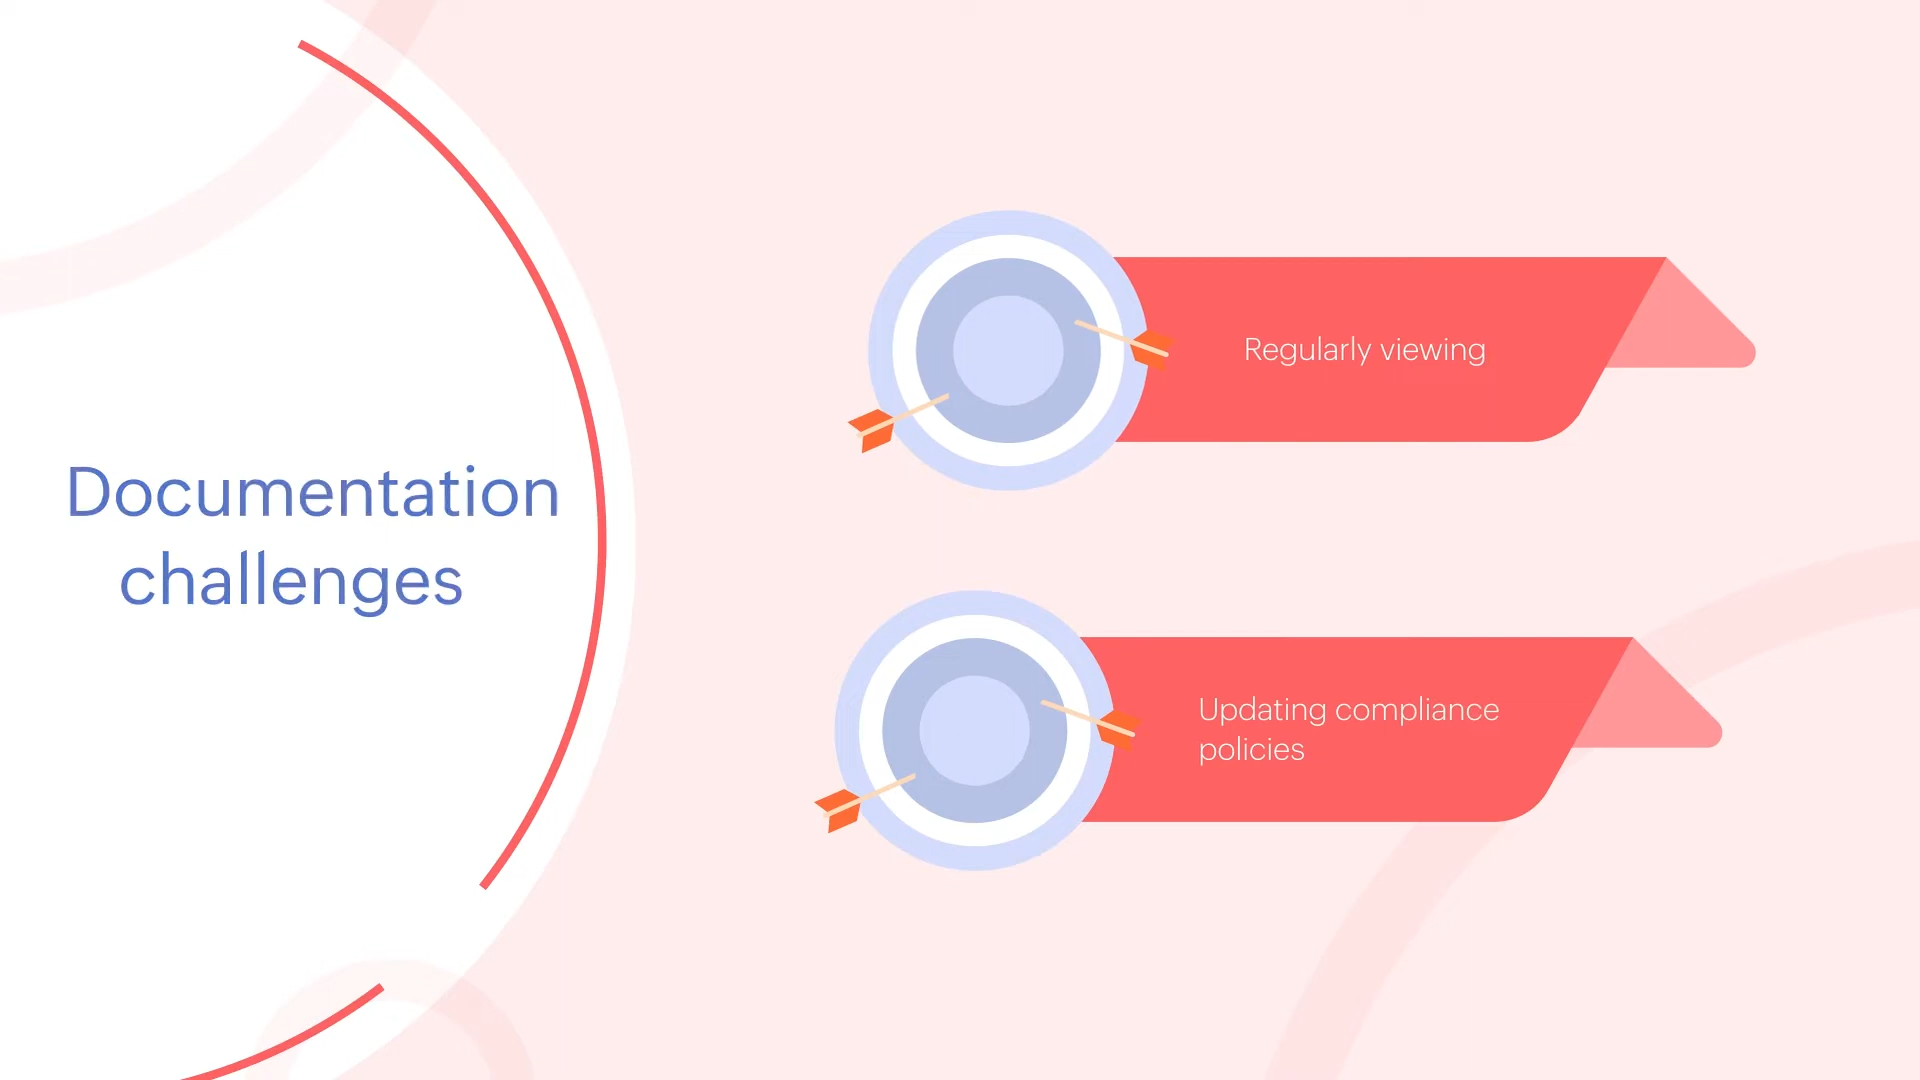 Documentation
challenges
Regularly viewing
Updating compliance
policies